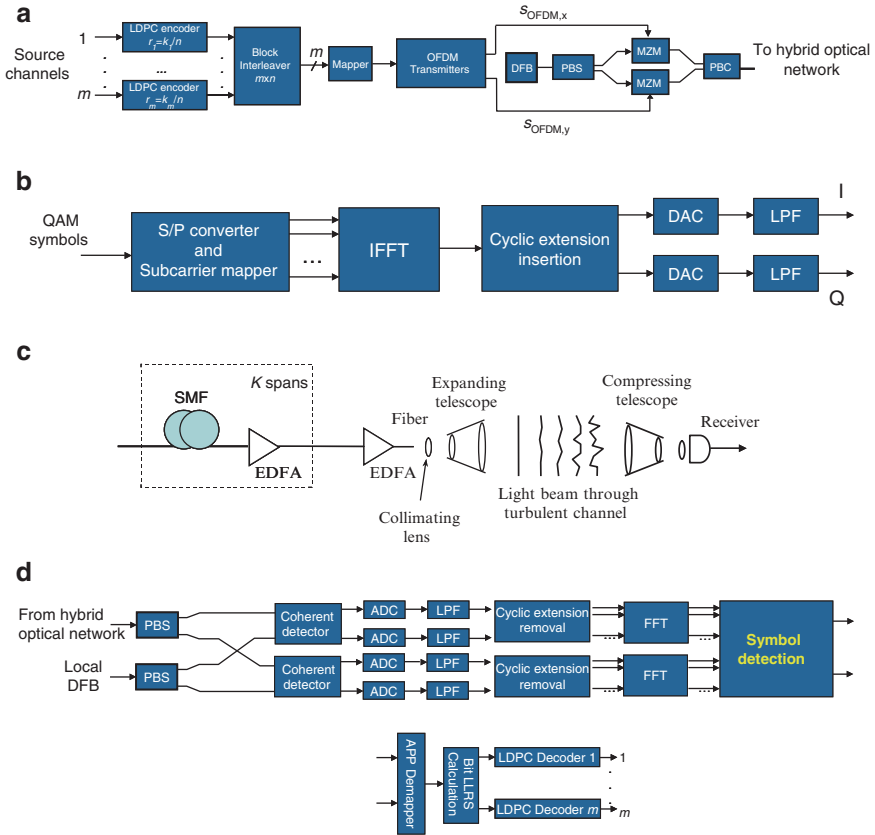 a
Source
channels
1
.
.
.
m
LDPC encoder
r1=k1/n
...
LDPC encoder
rm=km/n
Block
Interleaver
m×n
m
Mapper
OFDM
Transmitters
sOFDM,x
sOFDM,y
DFB
PBS
MZM
MZM
PBC
To hybrid optical
network
b
QAM
symbols
S/P converter
and
Subcarrier mapper
...
IFFT
Cyclic extension
insertion
DAC
LPF
I
DAC
LPF
Q
c
K spans
SMF
EDFA
EDFA
Fiber
Collimating
lens
Expanding
telescope
Light beam through
turbulent channel
Compressing
telescope
Receiver
d
From hybrid
optical network
PBS
Local
DFB
PBS
Coherent
detector
Coherent
detector
ADC
LPF
ADC
LPF
ADC
LPF
ADC
LPF
Cyclic extension
removal
Cyclic extension
removal
...
FFT
...
...
FFT
...
Symbol
detection
APP Demapper
Bit LLRS
Calculation
LDPC Decoder 1
1
.
.
.
LDPC Decoder m
m